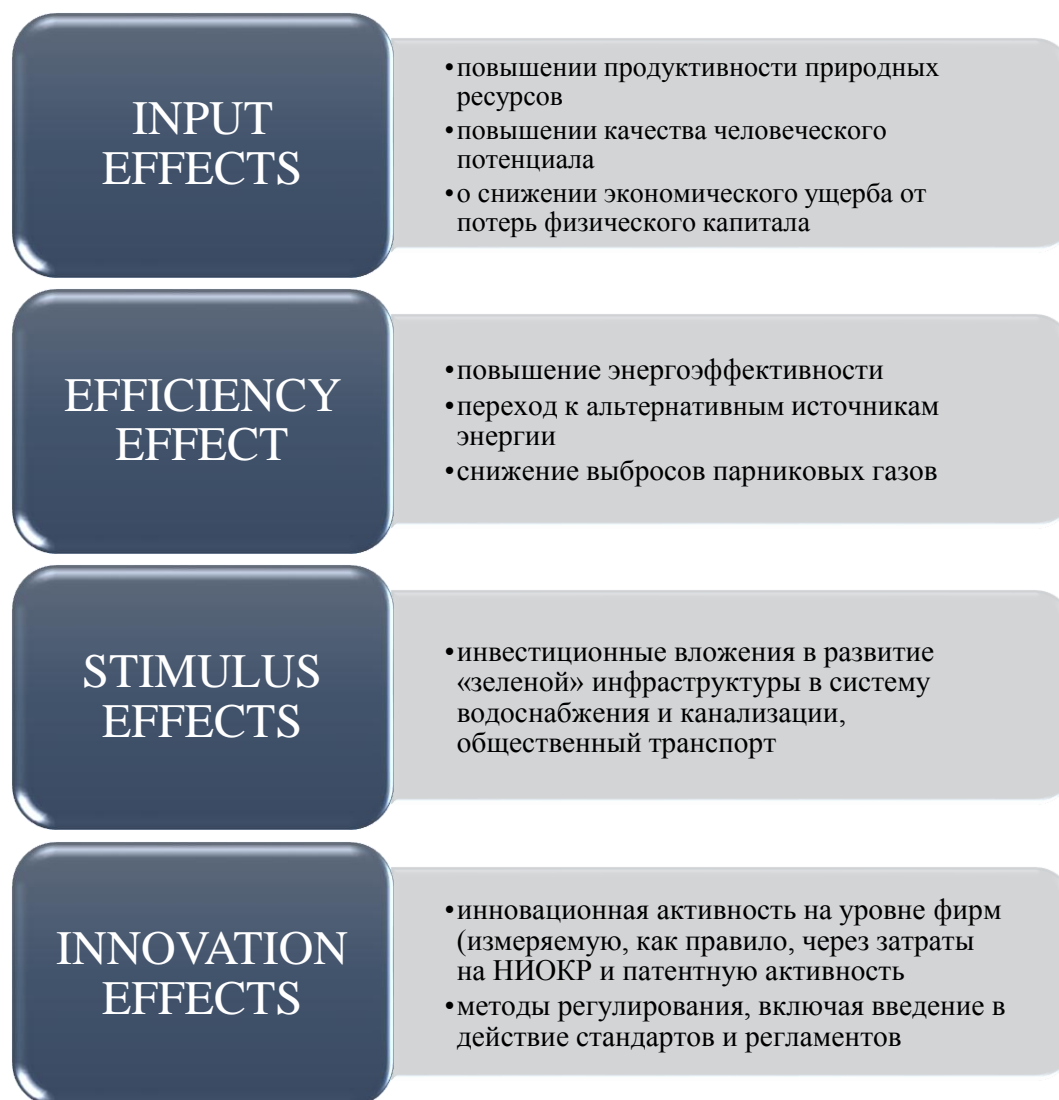 INPUT
EFFECTS
•повышении продуктивности природных
ресурсов
•повышении качества человеческого
потенциала
•о снижении экономического ущерба от
потерь физического капитала
EFFICIENCY
EFFECT
•повышение энергоэффективности
•переход к альтернативным источникам
энергии
•снижение выбросов парниковых газов
STIMULUS
EFFECTS
•инвестиционные вложения в развитие
«зеленой» инфраструктуры в систему
водоснабжения и канализации,
общественный транспорт
INNOVATION
EFFECTS
•инновационная активность на уровне фирм
(измеряемую, как правило, через затраты
на НИОКР и патентную активность
•методы регулирования, включая введение в
действие стандартов и регламентов